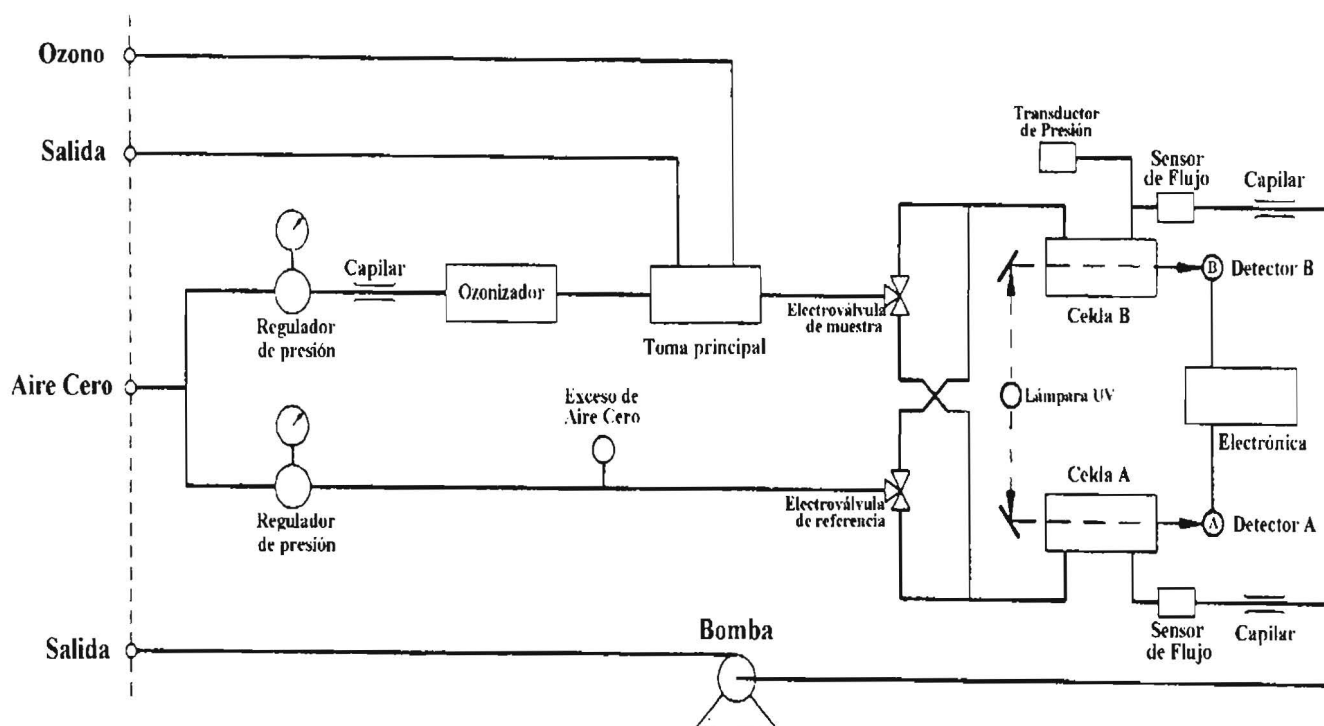 Ozono
Salida
Transductor
de Presión
Sensor
de Flujo
Capilar
Capilar
Ozonizador
Regulador
de presión
Toma principal
Electroválvula
de muestra
Cekla B
B
Detector B
Aire Cero
Exceso de
Aire Cero
Lámpara UV
Electrónica
Cekla A
Regulador
de presión
Electroválvula
de referencia
A
Detector A
Salida
Bomba
Sensor
de Flujo
Capilar